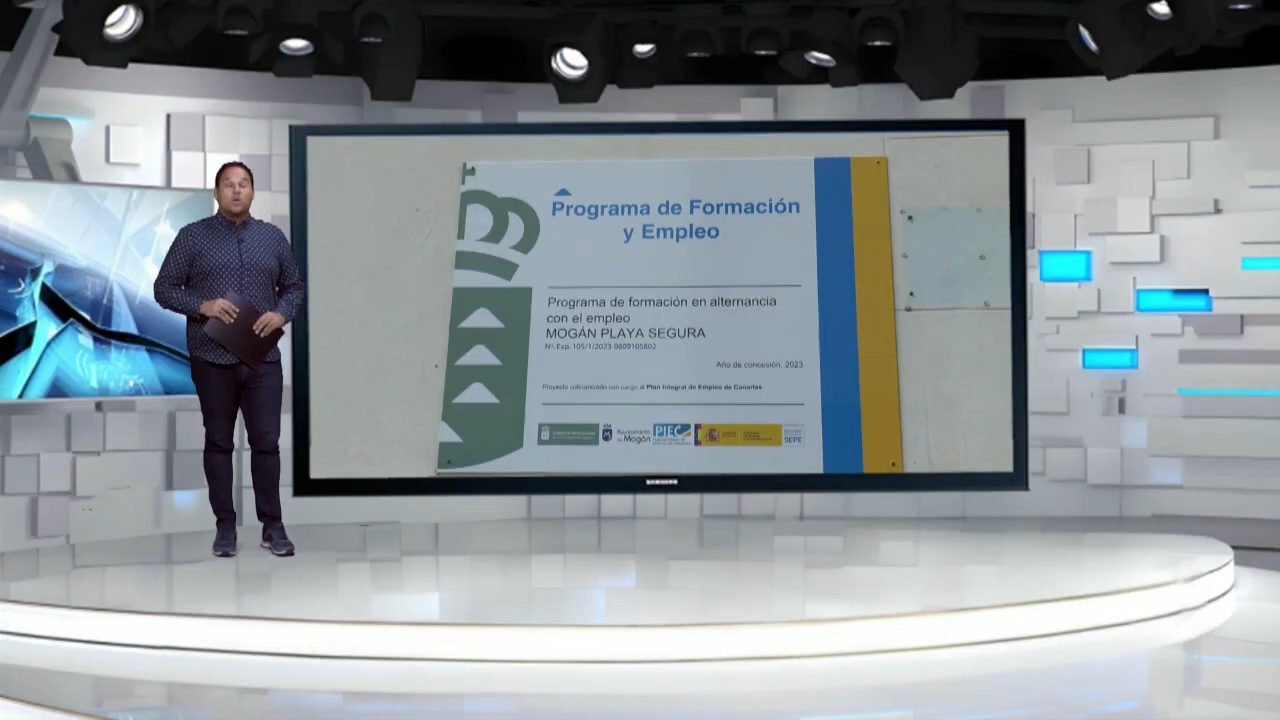 Programa de Formación
y Empleo
Programa de formación en alternancia
con el empleo
MOGÁN PLAYA SEGURA
Nº. Exp. 105/1/2023-0609105802
Año de concesión: 2023
Proyecto cofinanciado con cargo al Plan Integral de Empleo de Canarias
Ayuntamiento
de Mogán
PIEC
SEPE
SAMSUNG